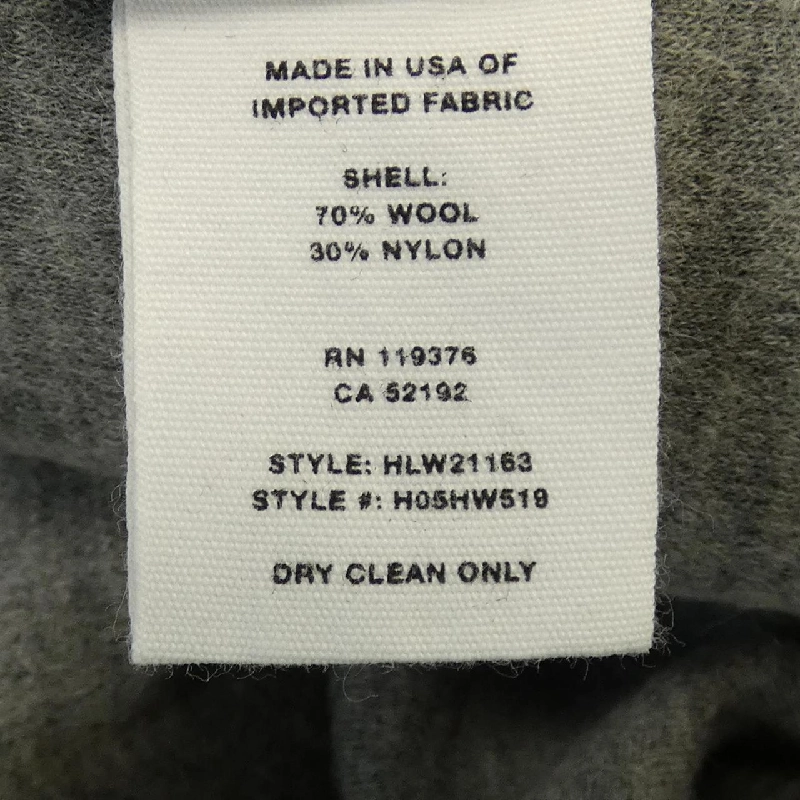 MADE IN USA OF
IMPORTED FABRIC
SHELL:
70% WOOL
30% NYLON
RN 119376
CA 52192
STYLE: HLW21163
STYLE #: H05HW519
DRY CLEAN ONLY